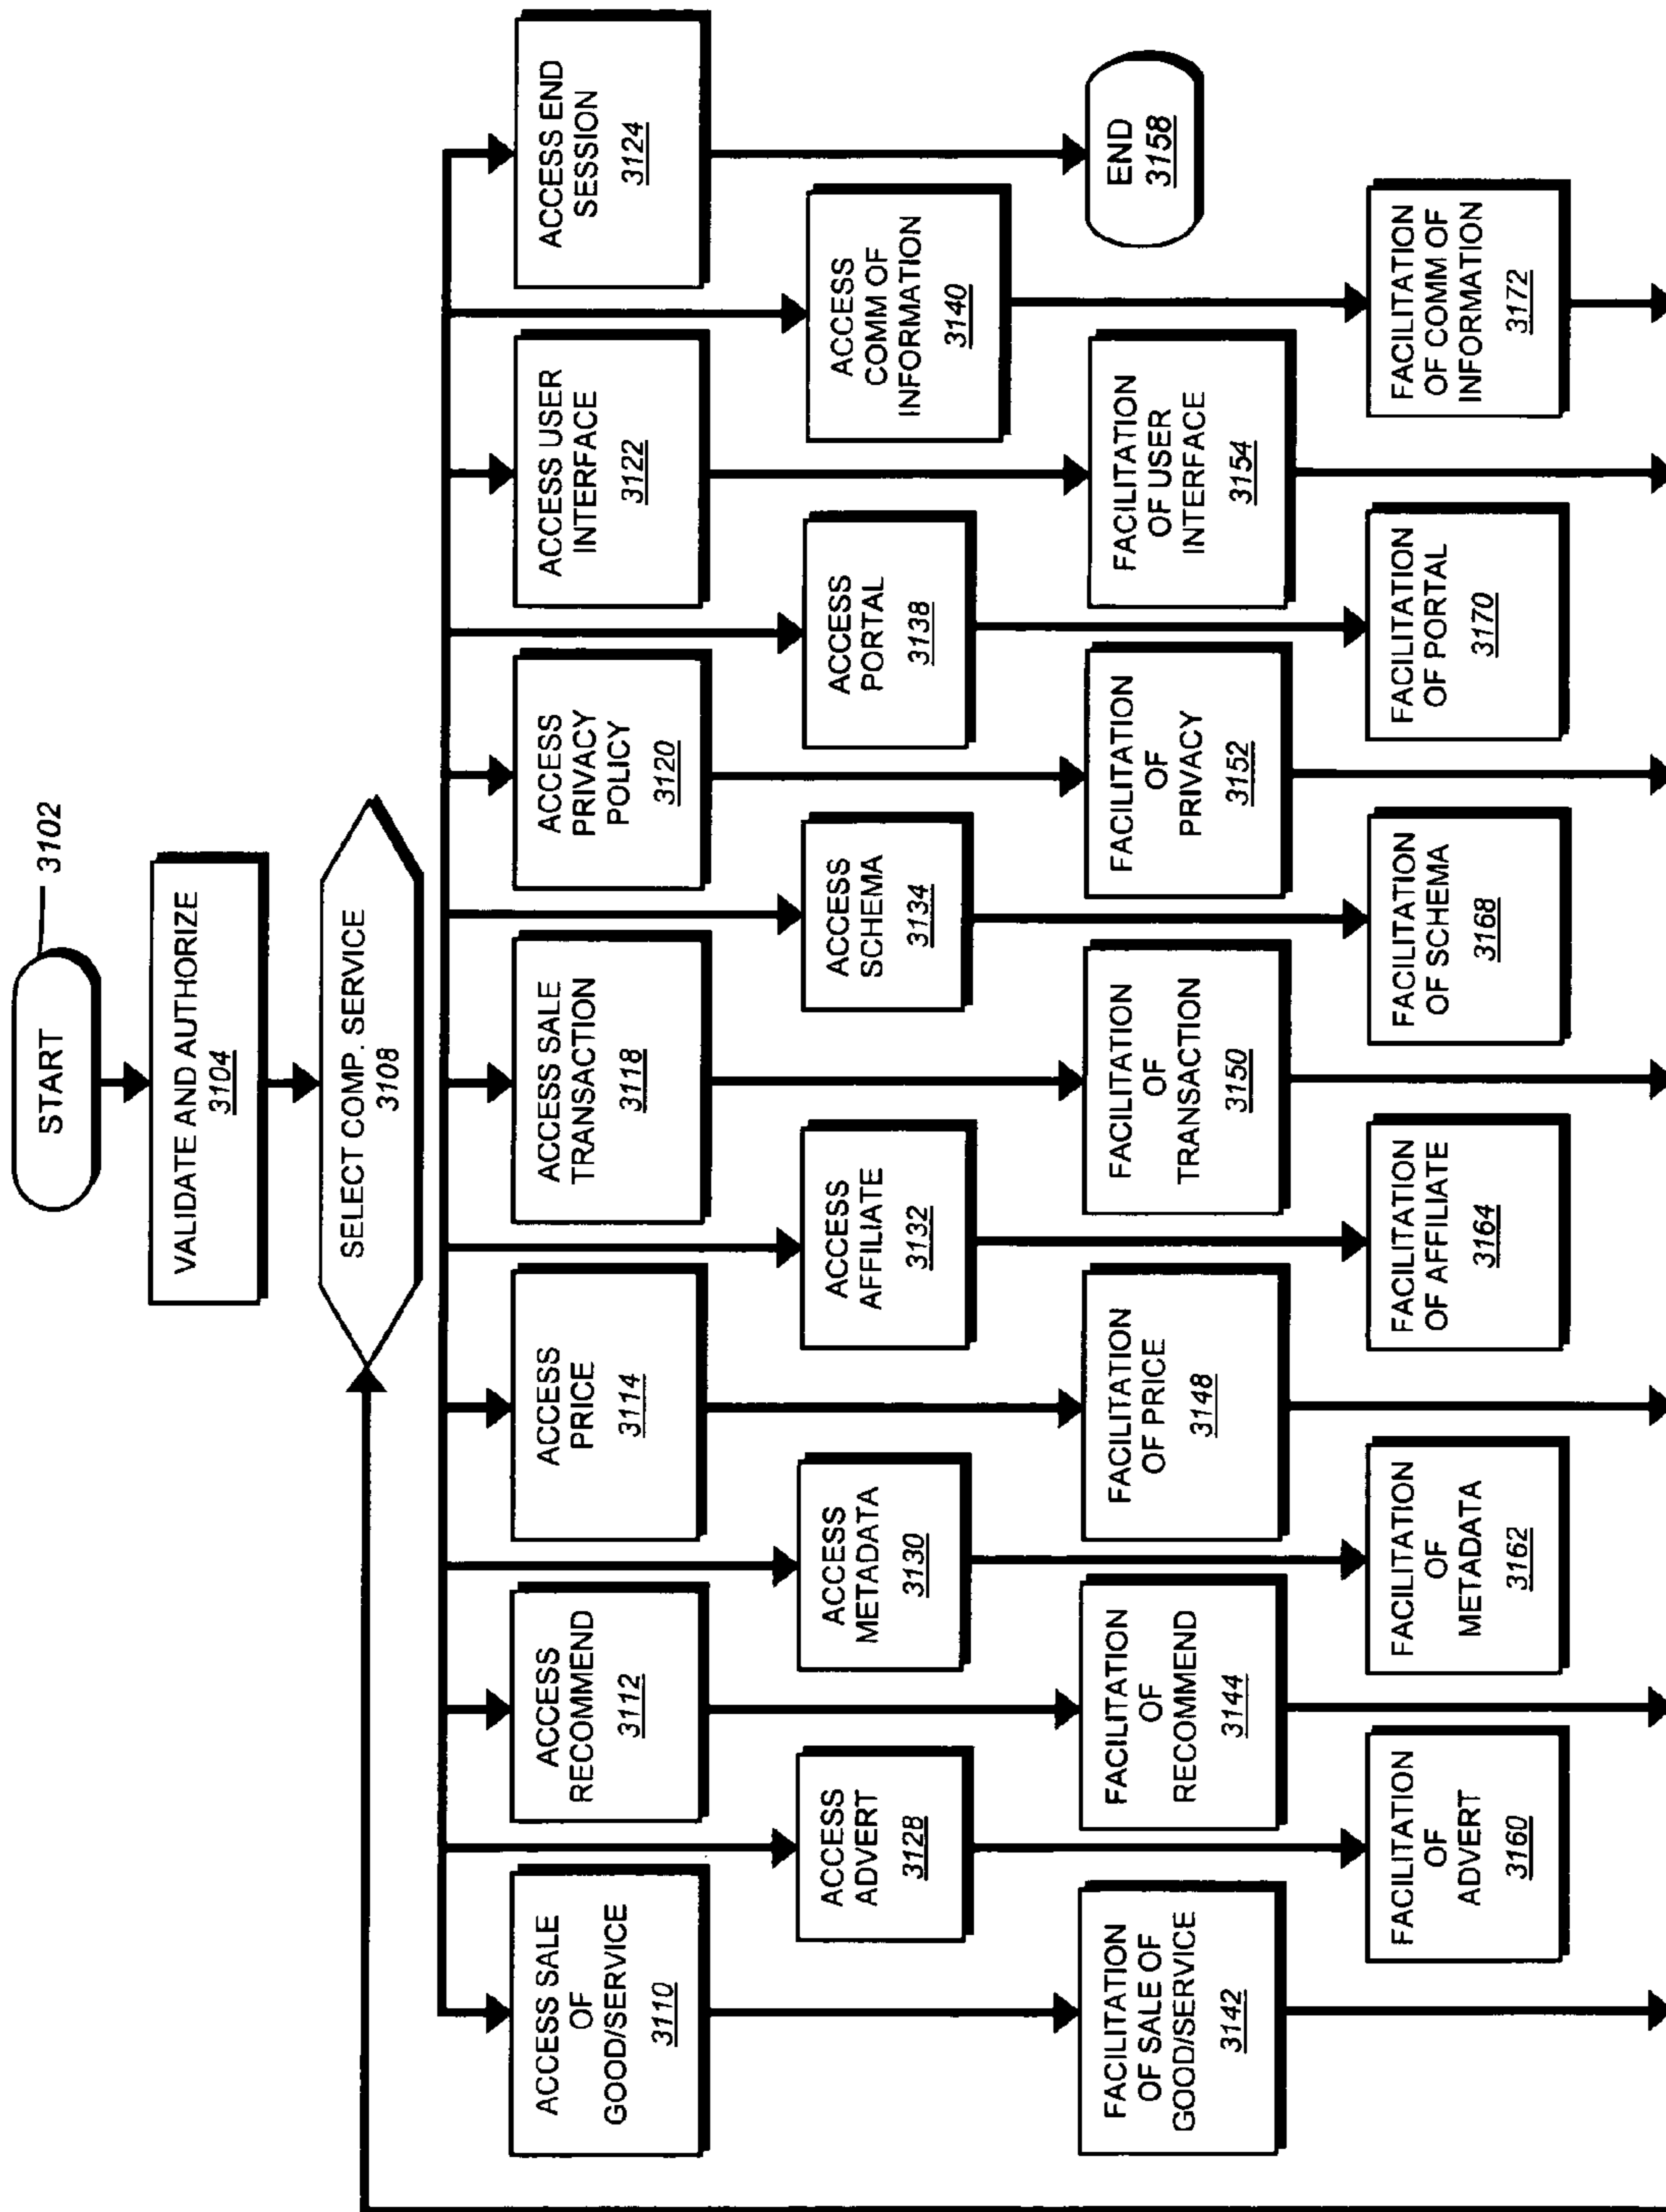 START
3102
VALIDATE AND AUTHORIZE
3104
SELECT COMP. SERVICE
3108
ACCESS SALE
OF
GOOD/SERVICE
3110
ACCESS
RECOMMEND
3112
ACCESS
PRICE
3114
ACCESS SALE
TRANSACTION
3118
ACCESS
PRIVACY
POLICY
3120
ACCESS USER
INTERFACE
3122
ACCESS END
SESSION
3124
ACCESS
ADVERT
3128
ACCESS
METADATA
3130
ACCESS
AFFILIATE
3132
ACCESS
SCHEMA
3134
ACCESS
PORTAL
3138
ACCESS
COMM OF
INFORMATION
3140
FACILITATION
OF SALE OF
GOOD/SERVICE
3142
FACILITATION
OF
RECOMMEND
3144
FACILITATION
OF PRICE
3148
FACILITATION
OF
TRANSACTION
3150
FACILITATION
OF
PRIVACY
3152
FACILITATION
OF USER
INTERFACE
3154
END
3158
FACILITATION
OF
ADVERT
3160
FACILITATION
OF
METADATA
3162
FACILITATION
OF AFFILIATE
3164
FACILITATION
OF SCHEMA
3168
FACILITATION
OF PORTAL
3170
FACILITATION
OF COMM OF
INFORMATION
3172